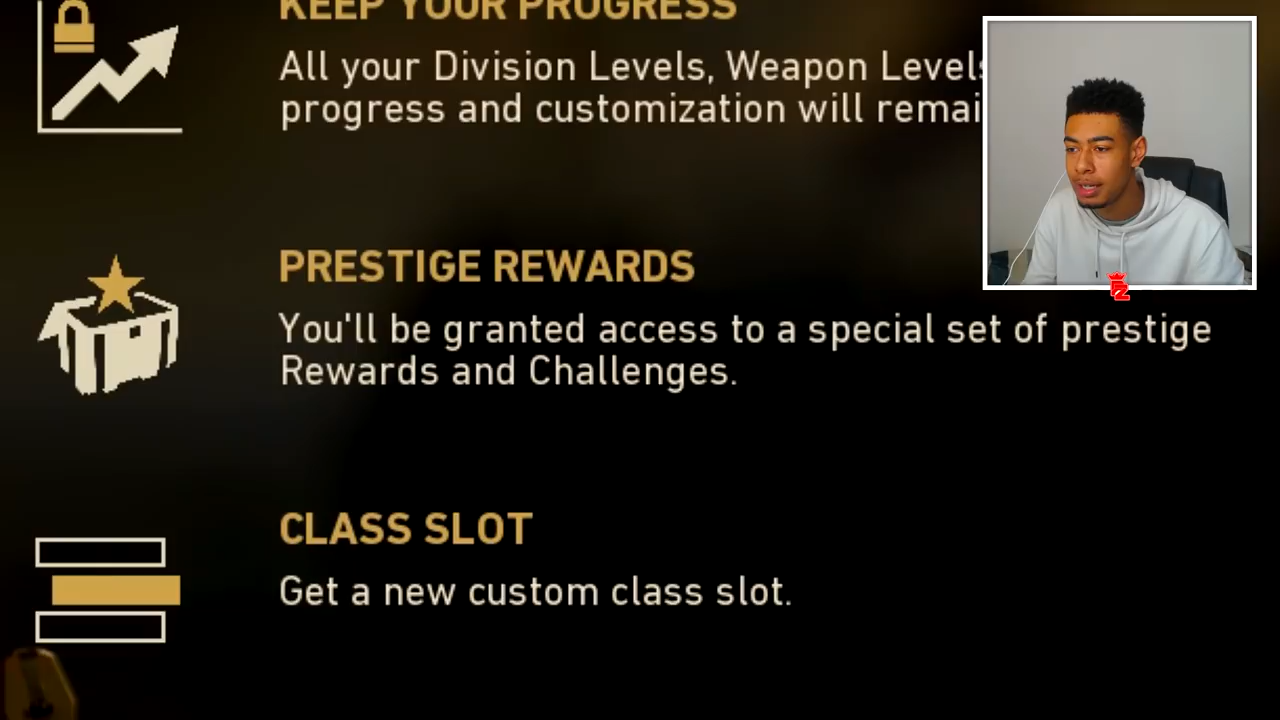 KEEP YOUR PROGRESS
All your Division Levels, Weapon Levels
progress and customization will remai
PRESTIGE REWARDS
You'll be granted access to a special set of prestige
Rewards and Challenges.
CLASS SLOT
Get a new custom class slot.